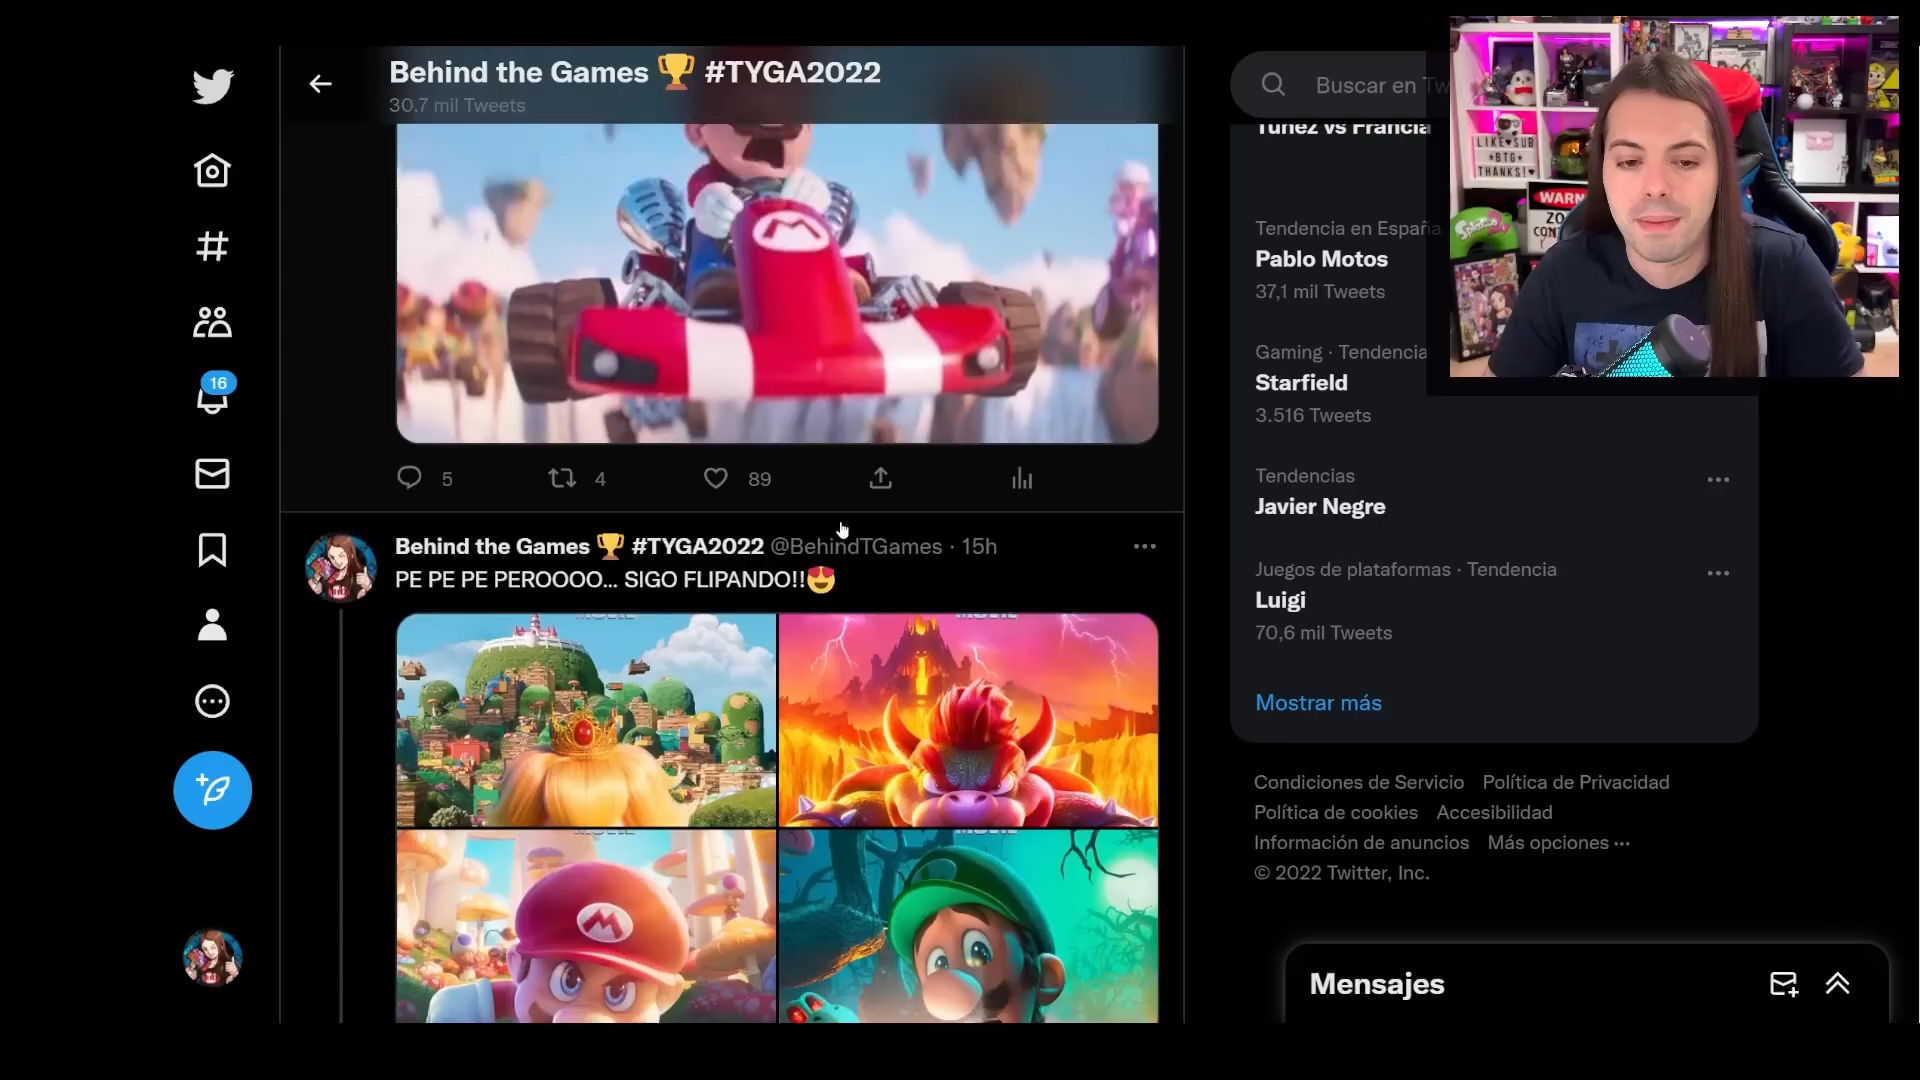 Behind the Games 🏆 #TYGA2022
30.7 mil Tweets
5
4
89
Behind the Games 🏆 #TYGA2022 @BehindTGames · 15h
PE PE PE PEROOOO... SIGO FLIPANDO!!😍
16
Buscar en Tw
Túnez vs Francia
Tendencia en España
Pablo Motos
37,1 mil Tweets
Gaming · Tendencia
Starfield
3.516 Tweets
Tendencias
Javier Negre
Juegos de plataformas · Tendencia
Luigi
70,6 mil Tweets
Mostrar más
Condiciones de Servicio Política de Privacidad
Política de cookies Accesibilidad
Información de anuncios Más opciones ···
© 2022 Twitter, Inc.
Mensajes
LIKE♥SUB
★BTG★
THANKS!♥
WARN
ZO
CONT
Splatoon
M
M